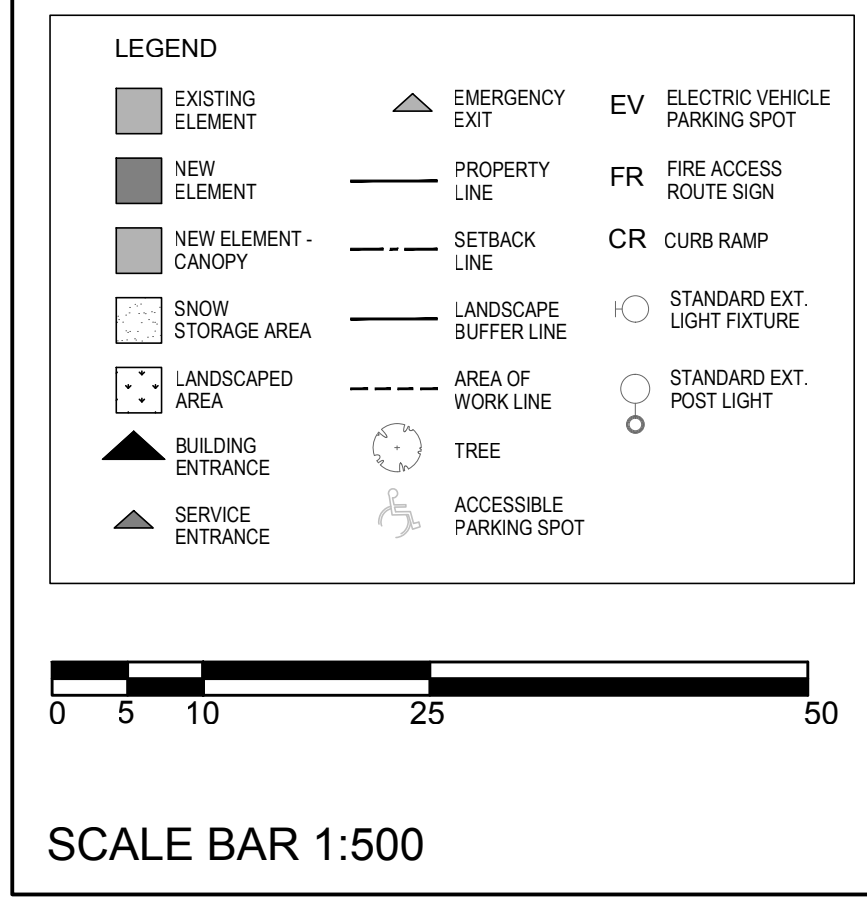 LEGEND
EXISTING
ELEMENT
NEW
ELEMENT
NEW ELEMENT -
CANOPY
SNOW
STORAGE AREA
LANDSCAPED
AREA
BUILDING
ENTRANCE
SERVICE
ENTRANCE
EMERGENCY
EXIT
PROPERTY
LINE
SETBACK
LINE
LANDSCAPE
BUFFER LINE
AREA OF
WORK LINE
TREE
ACCESSIBLE
PARKING SPOT
EV ELECTRIC VEHICLE
PARKING SPOT
FR FIRE ACCESS
ROUTE SIGN
CR CURB RAMP
STANDARD EXT.
LIGHT FIXTURE
STANDARD EXT.
POST LIGHT
0 5 10 25 50
SCALE BAR 1:500